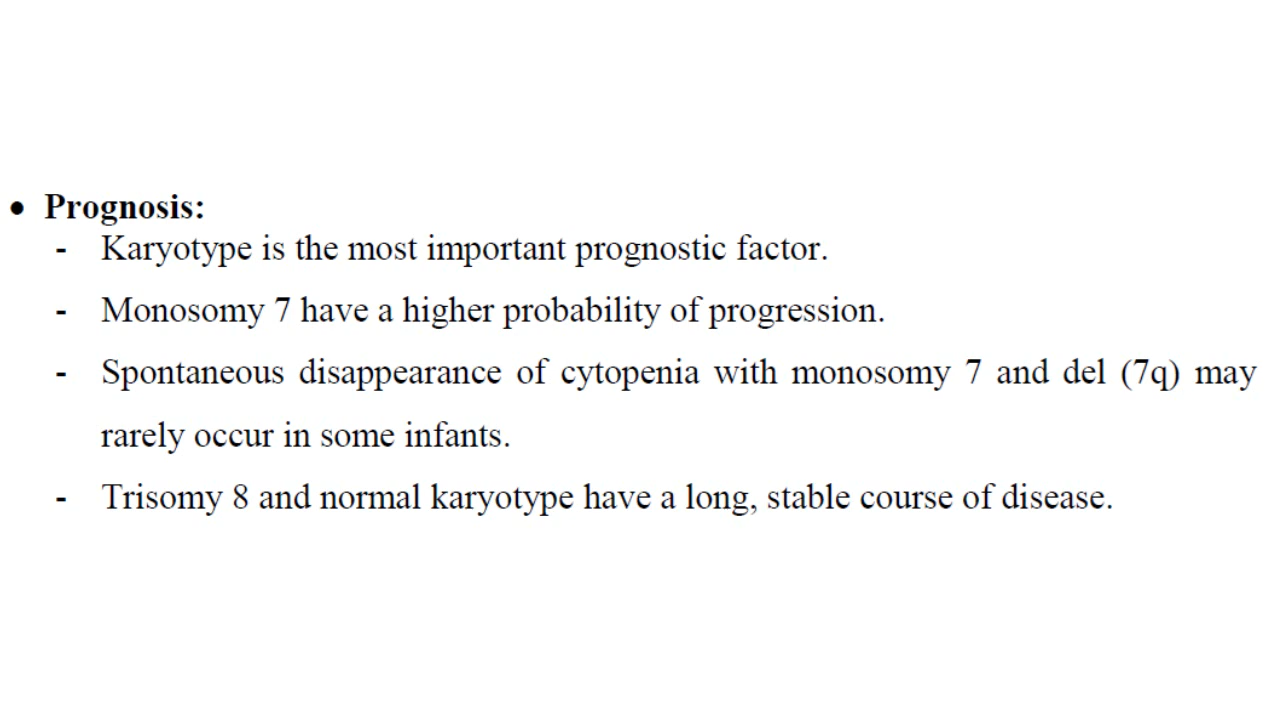 • Prognosis:
- Karyotype is the most important prognostic factor.
- Monosomy 7 have a higher probability of progression.
- Spontaneous disappearance of cytopenia with monosomy 7 and del (7q) may
rarely occur in some infants.
- Trisomy 8 and normal karyotype have a long, stable course of disease.